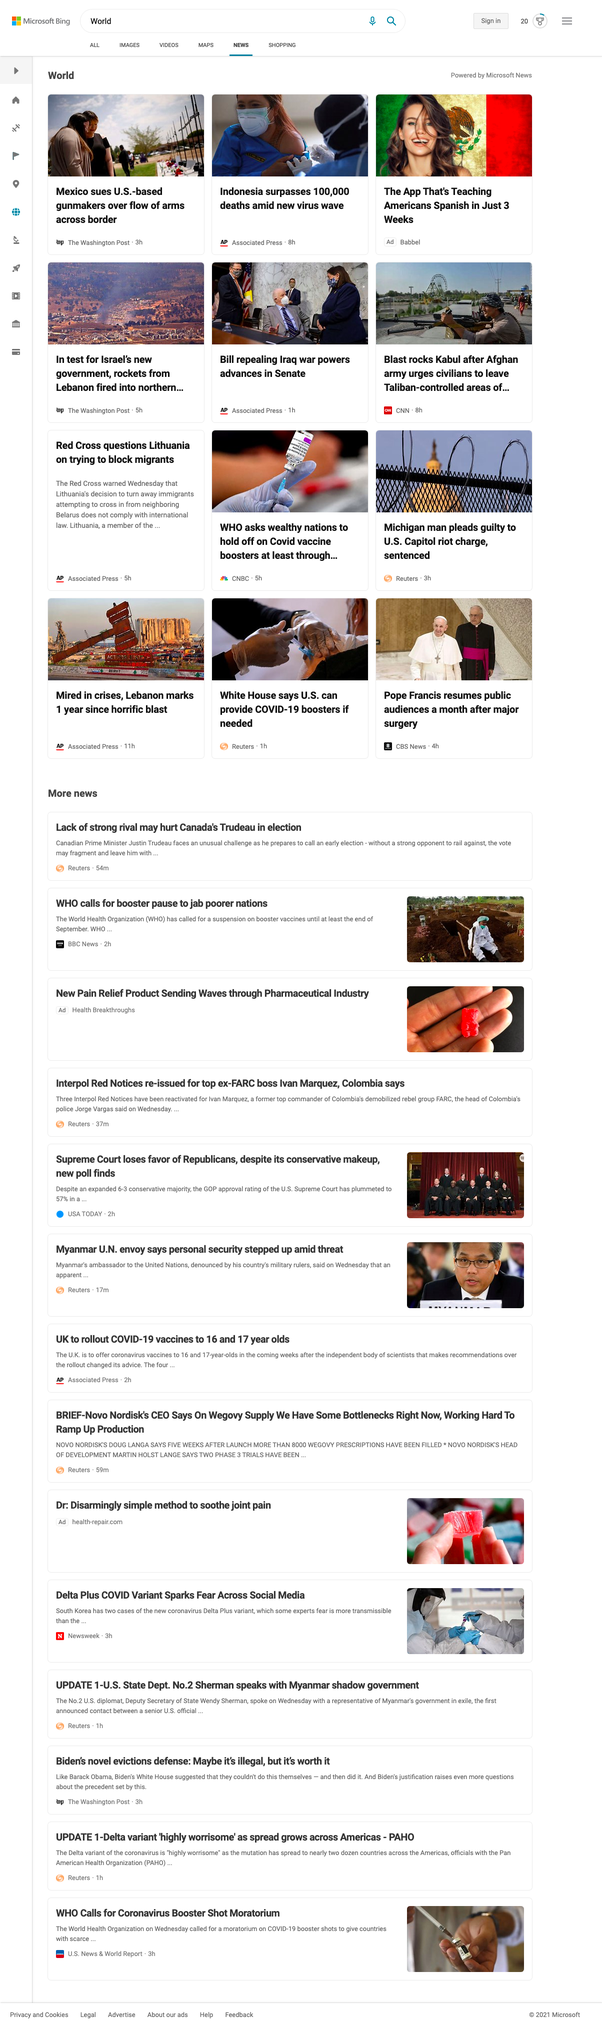 Microsoft Bing
World
Sign in
20
ALL IMAGES VIDEOS MAPS NEWS SHOPPING
World
Powered by Microsoft News
Mexico sues U.S.-based
gunmakers over flow of arms
across border
The Washington Post · 3h
Indonesia surpasses 100,000
deaths amid new virus wave
AP Associated Press · 8h
The App That's Teaching
Americans Spanish in Just 3
Weeks
Ad Babbel
In test for Israel's new
government, rockets from
Lebanon fired into northern...
The Washington Post · 5h
Bill repealing Iraq war powers
advances in Senate
AP Associated Press · 1h
Blast rocks Kabul after Afghan
army urges civilians to leave
Taliban-controlled areas of...
CNN · 8h
Red Cross questions Lithuania
on trying to block migrants
The Red Cross warned Wednesday that
Lithuania's decision to turn away immigrants
attempting to cross in from neighboring
Belarus does not comply with international
law. Lithuania, a member of the ...
AP Associated Press · 5h
WHO asks wealthy nations to
hold off on Covid vaccine
boosters at least through...
CNBC · 5h
Michigan man pleads guilty to
U.S. Capitol riot charge,
sentenced
Reuters · 3h
Mired in crises, Lebanon marks
1 year since horrific blast
AP Associated Press · 11h
White House says U.S. can
provide COVID-19 boosters if
needed
Reuters · 1h
Pope Francis resumes public
audiences a month after major
surgery
CBS News · 4h
More news
Lack of strong rival may hurt Canada's Trudeau in election
Canadian Prime Minister Justin Trudeau faces an unusual challenge as he prepares to call an early election - without a strong opponent to rail against, the vote
may fragment and leave him with ...
Reuters · 54m
WHO calls for booster pause to jab poorer nations
The World Health Organization (WHO) has called for a suspension on booster vaccines until at least the end of
September. WHO ...
BBC News · 2h
New Pain Relief Product Sending Waves through Pharmaceutical Industry
Ad Health Breakthroughs
Interpol Red Notices re-issued for top ex-FARC boss Ivan Marquez, Colombia says
Three Interpol Red Notices have been reactivated for Ivan Marquez, a former top commander of Colombia's demobilized rebel group FARC, the head of Colombia's
police Jorge Vargas said on Wednesday. ...
Reuters · 37m
Supreme Court loses favor of Republicans, despite its conservative makeup,
new poll finds
Despite an expanded 6-3 conservative majority, the GOP approval rating of the U.S. Supreme Court has plummeted to
57% in a ...
USA TODAY · 2h
Myanmar U.N. envoy says personal security stepped up amid threat
Myanmar's ambassador to the United Nations, denounced by his country's military rulers, said on Wednesday that an
apparent ...
Reuters · 17m
MYANMAR
UK to rollout COVID-19 vaccines to 16 and 17 year olds
The U.K. is to offer coronavirus vaccines to 16 and 17-year-olds in the coming weeks after the independent body of scientists that makes recommendations over
the rollout changed its advice. The four ...
AP Associated Press · 2h
BRIEF-Novo Nordisk's CEO Says On Wegovy Supply We Have Some Bottlenecks Right Now, Working Hard To
Ramp Up Production
NOVO NORDISK'S DOUG LANGA SAYS FIVE WEEKS AFTER LAUNCH MORE THAN 8000 WEGOVY PRESCRIPTIONS HAVE BEEN FILLED * NOVO NORDISK'S HEAD
OF DEVELOPMENT MARTIN HOLST LANGE SAYS TWO PHASE 3 TRIALS HAVE BEEN ...
Reuters · 59m
Dr: Disarmingly simple method to soothe joint pain
Ad health-repair.com
Delta Plus COVID Variant Sparks Fear Across Social Media
South Korea has two cases of the new coronavirus Delta Plus variant, which some experts fear is more transmissible
than the ...
N Newsweek · 3h
UPDATE 1-U.S. State Dept. No.2 Sherman speaks with Myanmar shadow government
The No.2 U.S. diplomat, Deputy Secretary of State Wendy Sherman, spoke on Wednesday with a representative of Myanmar's government in exile, the first
announced contact between a senior U.S. official ...
Reuters · 1h
Biden's novel evictions defense: Maybe it's illegal, but it's worth it
Like Barack Obama, Biden's White House suggested that they couldn't do this themselves — and then did it. And Biden's justification raises even more questions
about the precedent set by this.
The Washington Post · 3h
UPDATE 1-Delta variant 'highly worrisome' as spread grows across Americas - PAHO
The Delta variant of the coronavirus is "highly worrisome" as the mutation has spread to nearly two dozen countries across the Americas, officials with the Pan
American Health Organization (PAHO) ...
Reuters · 1h
WHO Calls for Coronavirus Booster Shot Moratorium
The World Health Organization on Wednesday called for a moratorium on COVID-19 booster shots to give countries
with scarce ...
U.S. News & World Report · 3h
Privacy and Cookies Legal Advertise About our ads Help Feedback
© 2021 Microsoft